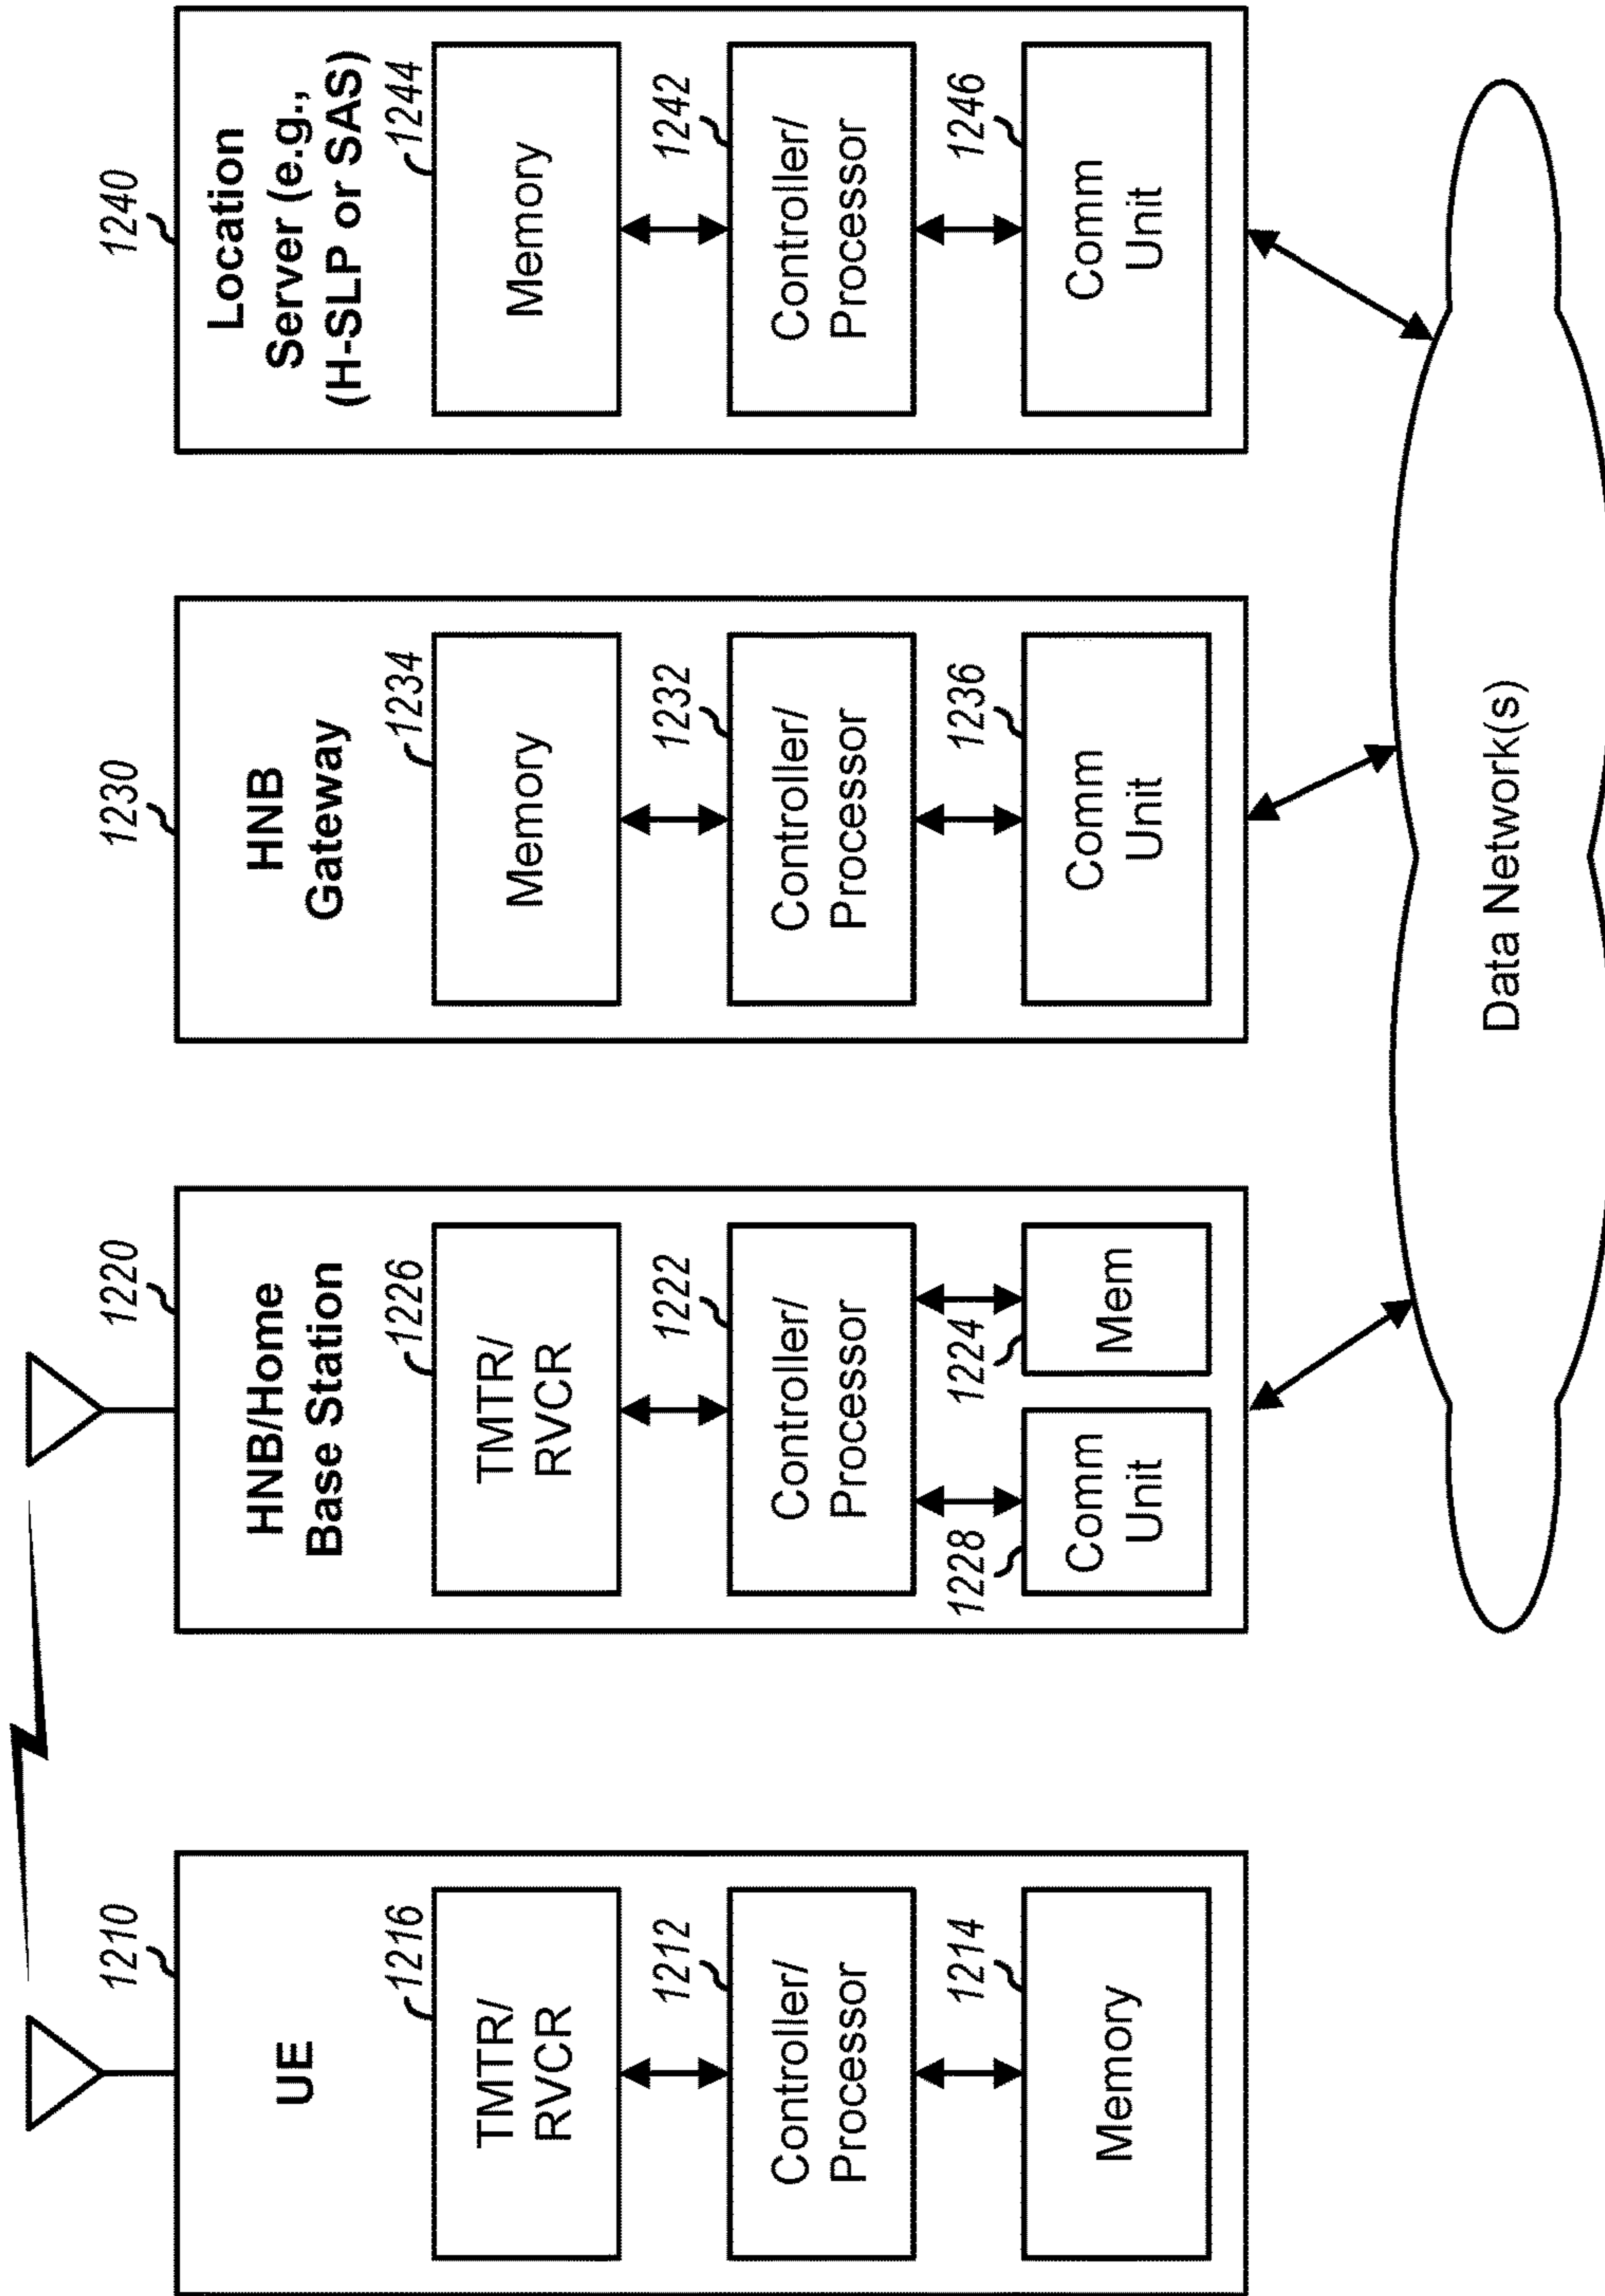 1210
UE
1216
TMTR/
RVCR
1212
Controller/
Processor
1214
Memory
1220
HNB/Home
Base Station
1226
TMTR/
RVCR
1222
Controller/
Processor
1228
Comm
Unit
1224
Mem
1230
HNB
Gateway
1234
Memory
1232
Controller/
Processor
1236
Comm
Unit
1240
Location
Server (e.g.,
(H-SLP or SAS)
1244
Memory
1242
Controller/
Processor
1246
Comm
Unit
Data Network(s)